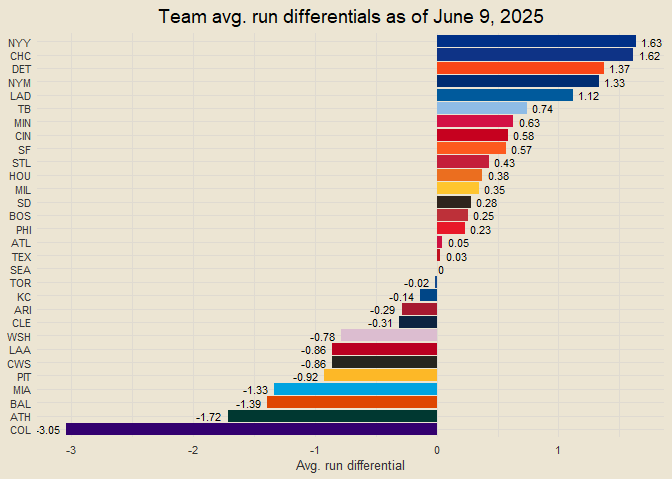 Team avg. run differentials as of June 9, 2025
NYY 1.63
CHC 1.62
DET 1.37
NYM 1.33
LAD 1.12
TB 0.74
MIN 0.63
CIN 0.58
SF 0.57
STL 0.43
HOU 0.38
MIL 0.35
SD 0.28
BOS 0.25
PHI 0.23
ATL 0.05
TEX 0.03
SEA 0
TOR -0.02
KC -0.14
ARI -0.29
CLE -0.31
WSH -0.78
LAA -0.86
CWS -0.86
PIT -0.92
MIA -1.33
BAL -1.39
ATH -1.72
COL -3.05
-3 -2 -1 0 1
Avg. run differential